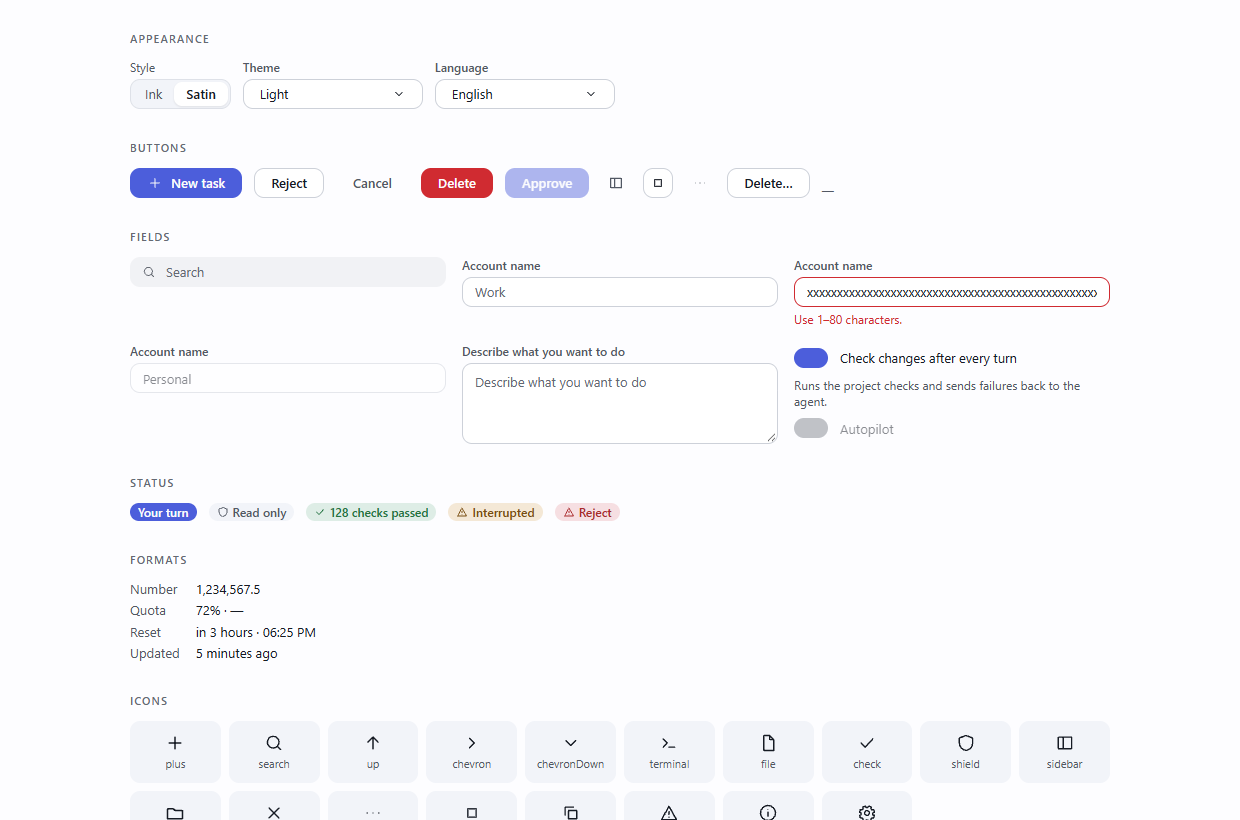 APPEARANCE
Style
Theme
Language
Ink
Satin
Light
English
BUTTONS
New task
Reject
Cancel
Delete
Approve
Delete...
FIELDS
Search
Account name
Work
Account name
Use 1–80 characters.
Account name
Personal
Describe what you want to do
Describe what you want to do
Check changes after every turn
Runs the project checks and sends failures back to the
agent.
Autopilot
STATUS
Your turn
Read only
128 checks passed
Interrupted
Reject
FORMATS
Number 1,234,567.5
Quota 72% · —
Reset in 3 hours · 06:25 PM
Updated 5 minutes ago
ICONS
plus
search
up
chevron
chevronDown
terminal
file
check
shield
sidebar